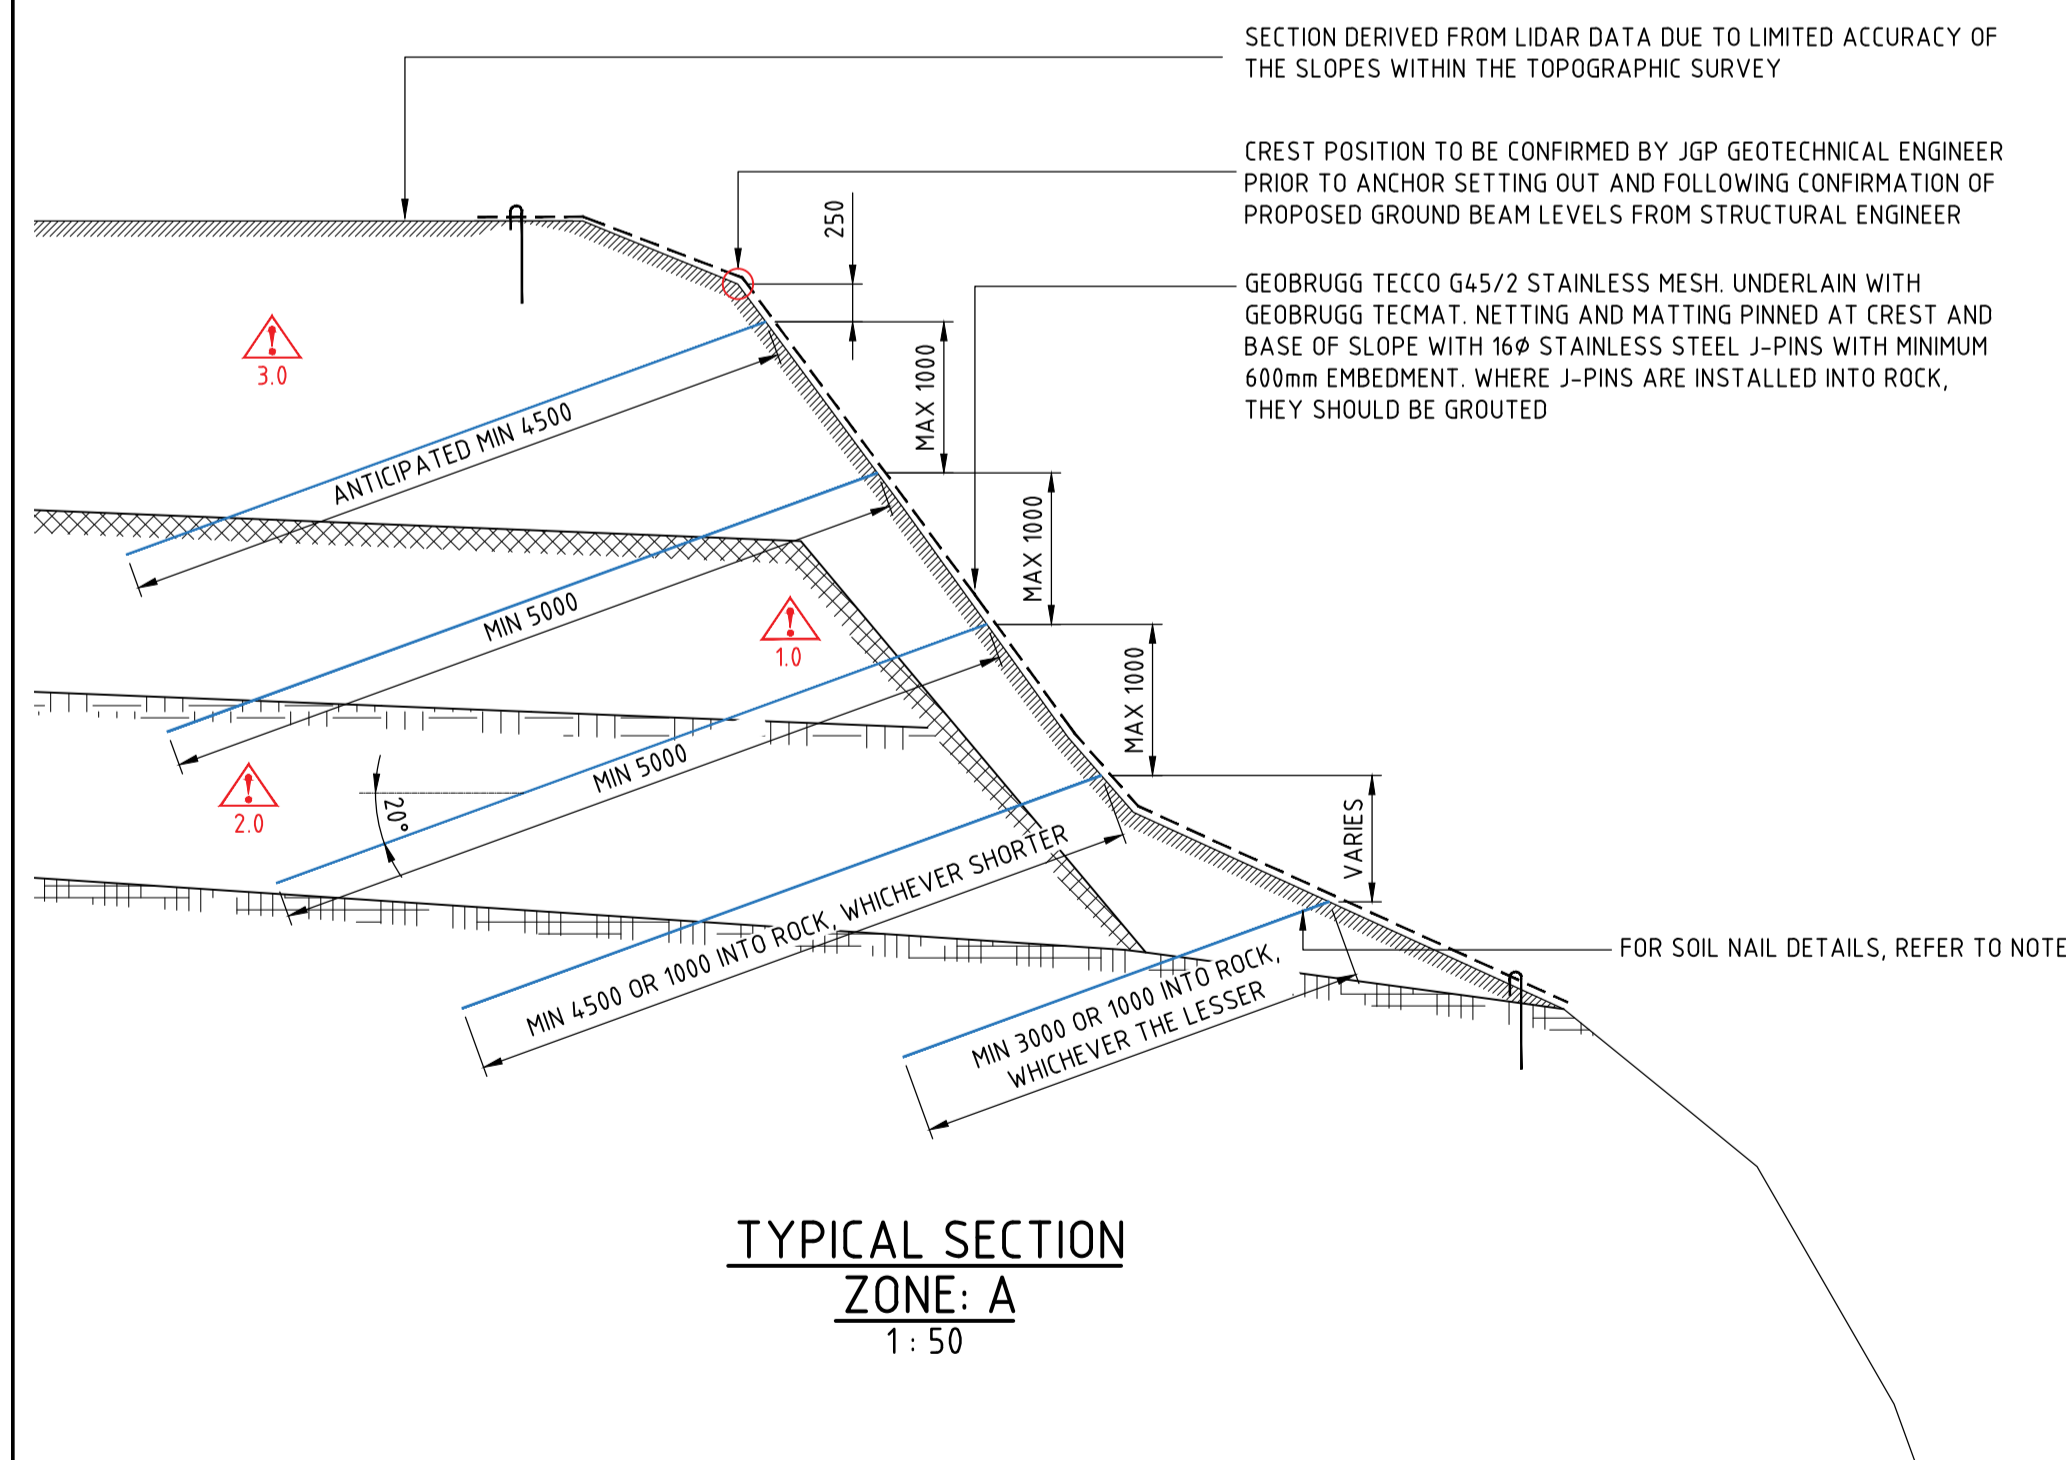 SECTION DERIVED FROM LIDAR DATA DUE TO LIMITED ACCURACY OF
THE SLOPES WITHIN THE TOPOGRAPHIC SURVEY
CREST POSITION TO BE CONFIRMED BY JGP GEOTECHNICAL ENGINEER
PRIOR TO ANCHOR SETTING OUT AND FOLLOWING CONFIRMATION OF
PROPOSED GROUND BEAM LEVELS FROM STRUCTURAL ENGINEER
250
GEOBRUGG TECCO G45/2 STAINLESS MESH. UNDERLAIN WITH
GEOBRUGG TECMAT. NETTING AND MATTING PINNED AT CREST AND
BASE OF SLOPE WITH 16Ø STAINLESS STEEL J-PINS WITH MINIMUM
600mm EMBEDMENT. WHERE J-PINS ARE INSTALLED INTO ROCK,
THEY SHOULD BE GROUTED
!
3.0
MAX 1000
ANTICIPATED MIN 4500
MAX 1000
MIN 5000
!
1.0
MAX 1000
MIN 5000
!
2.0
20°
VARIES
MIN 4500 OR 1000 INTO ROCK, WHICHEVER SHORTER
FOR SOIL NAIL DETAILS, REFER TO NOTE
MIN 3000 OR 1000 INTO ROCK,
WHICHEVER THE LESSER
TYPICAL SECTION
ZONE: A
1 : 50